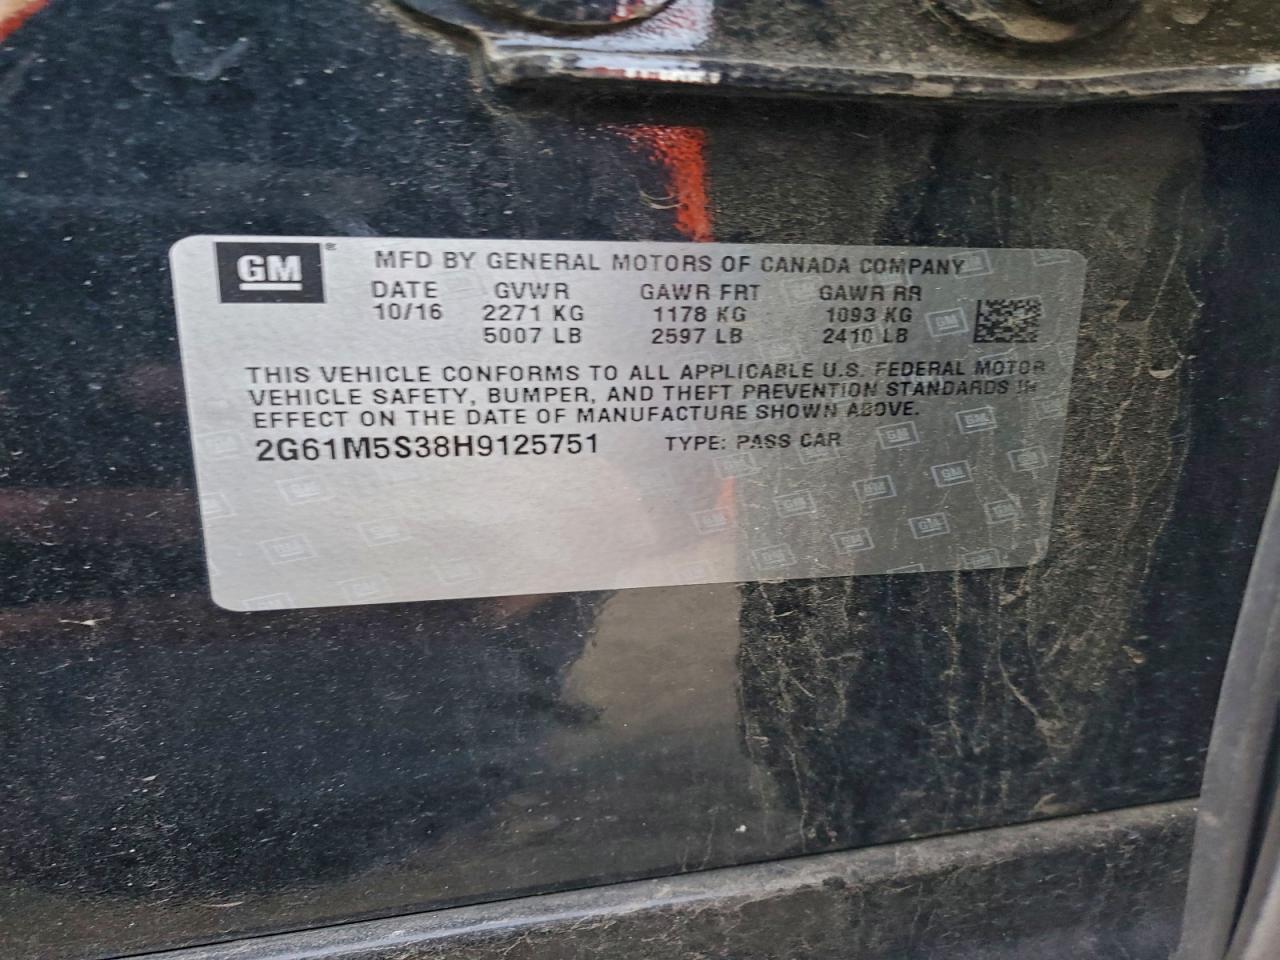 GM ® MFD BY GENERAL MOTORS OF CANADA COMPANY
DATE GVWR GAWR FRT GAWR RR
10/16 2271 KG 1178 KG 1093 KG
5007 LB 2597 LB 2410 LB
THIS VEHICLE CONFORMS TO ALL APPLICABLE U.S. FEDERAL MOTOR
VEHICLE SAFETY, BUMPER, AND THEFT PREVENTION STANDARDS IN
EFFECT ON THE DATE OF MANUFACTURE SHOWN ABOVE.
2G61M5S38H9125751 TYPE: PASS CAR